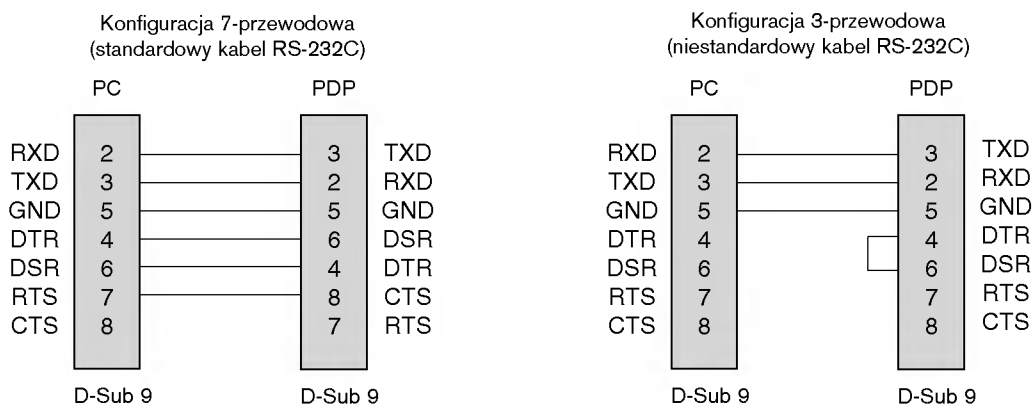 Konfiguracja 7-przewodowa
(standardowy kabel RS-232C)
PC PDP
RXD 2 3 TXD
TXD 3 2 RXD
GND 5 5 GND
DTR 4 6 DSR
DSR 6 4 DTR
RTS 7 8 CTS
CTS 8 7 RTS
D-Sub 9 D-Sub 9
Konfiguracja 3-przewodowa
(niestandardowy kabel RS-232C)
PC PDP
RXD 2 3 TXD
TXD 3 2 RXD
GND 5 5 GND
DTR 4 4 DTR
DSR 6 6 DSR
RTS 7 7 RTS
CTS 8 8 CTS
D-Sub 9 D-Sub 9